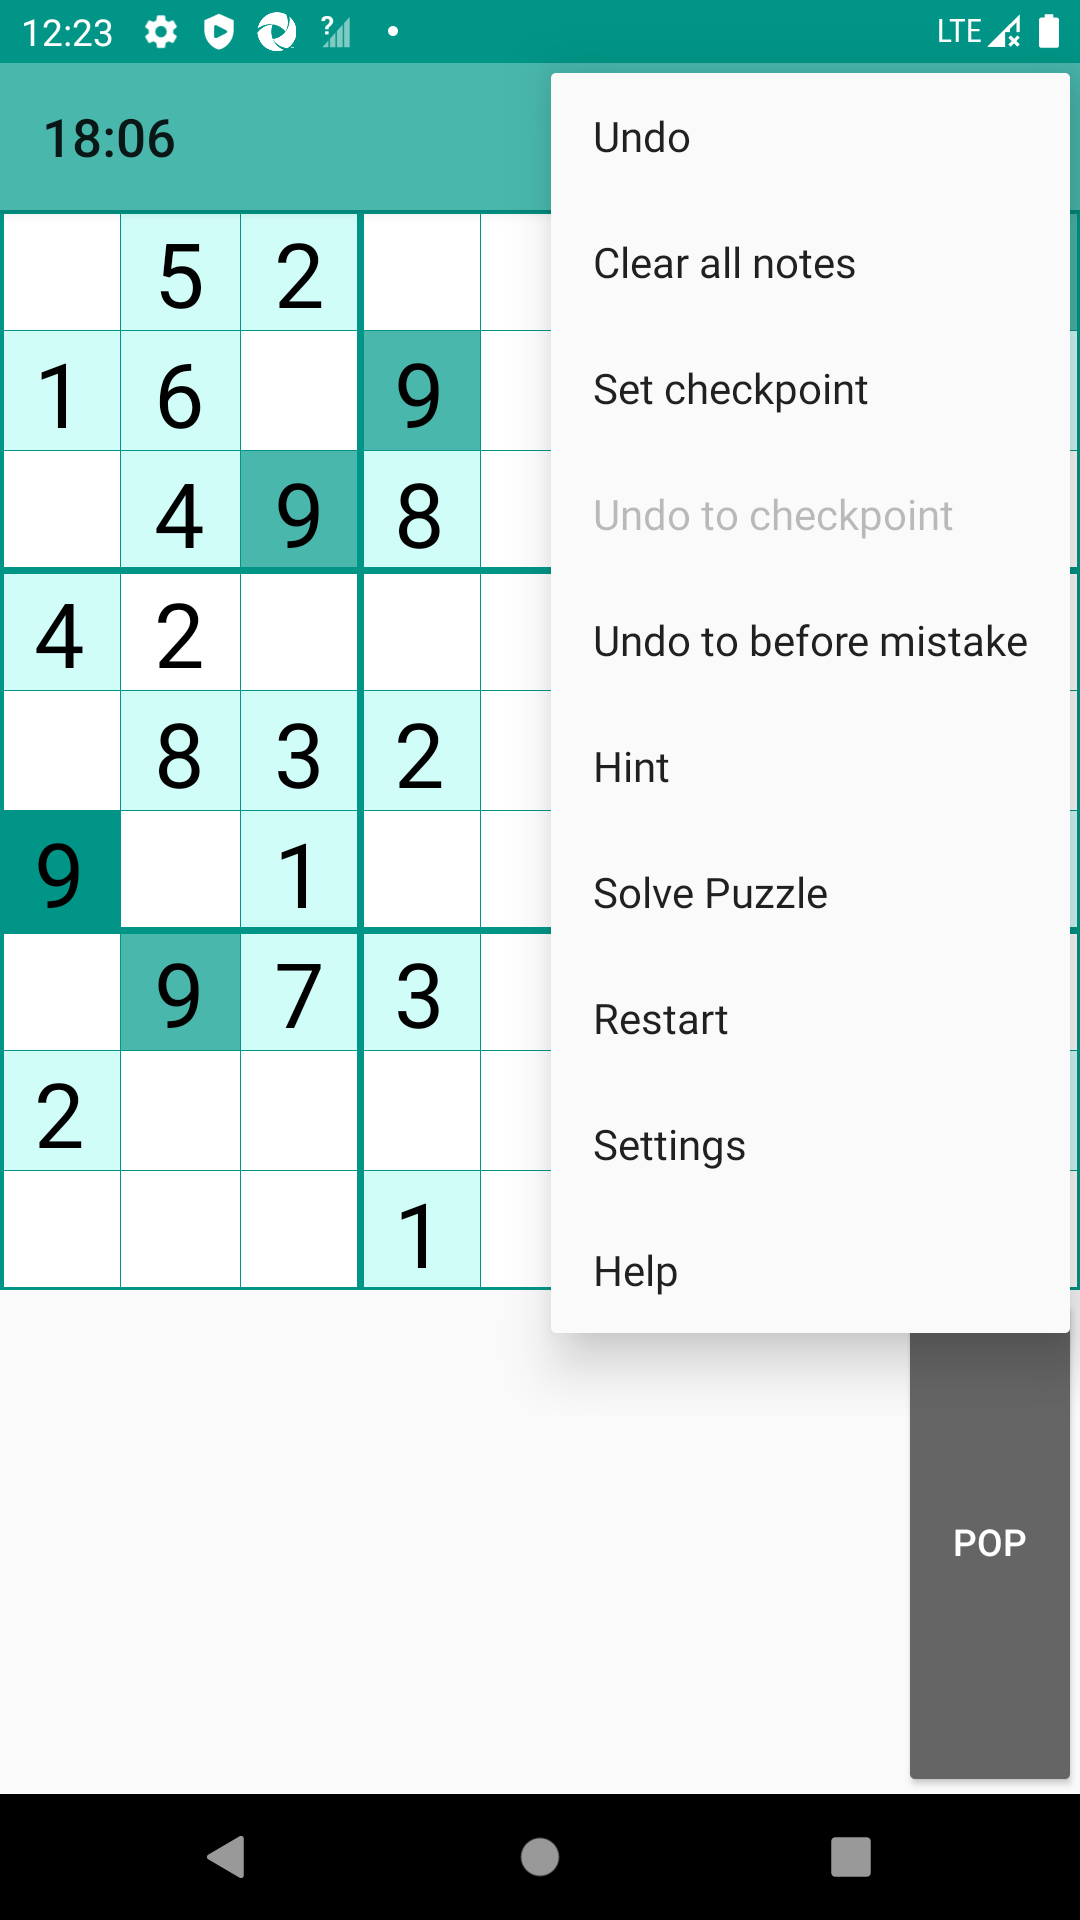 12:23 ? LTE
18:06
Undo
Clear all notes
Set checkpoint
Undo to checkpoint
Undo to before mistake
Hint
Solve Puzzle
Restart
Settings
Help
5 2
1 6 9
4 9 8
4 2
8 3 2
9 1
9 7 3
2
1
POP